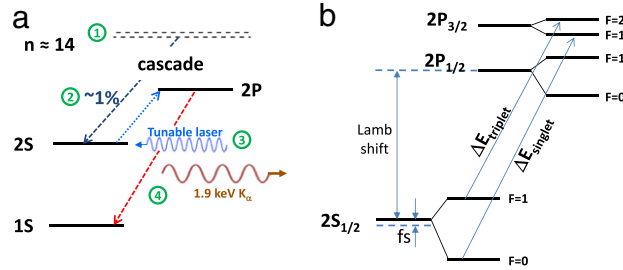 a
1
n ≈ 14
cascade
2
~1%
2P
Tunable laser
3
2S
4
1.9 keV Kα
1S
b
2P3/2
F=2
F=1
2P1/2
F=1
F=0
Lamb
shift
ΔEtriplet
ΔEsinglet
F=1
2S1/2
fs
F=0